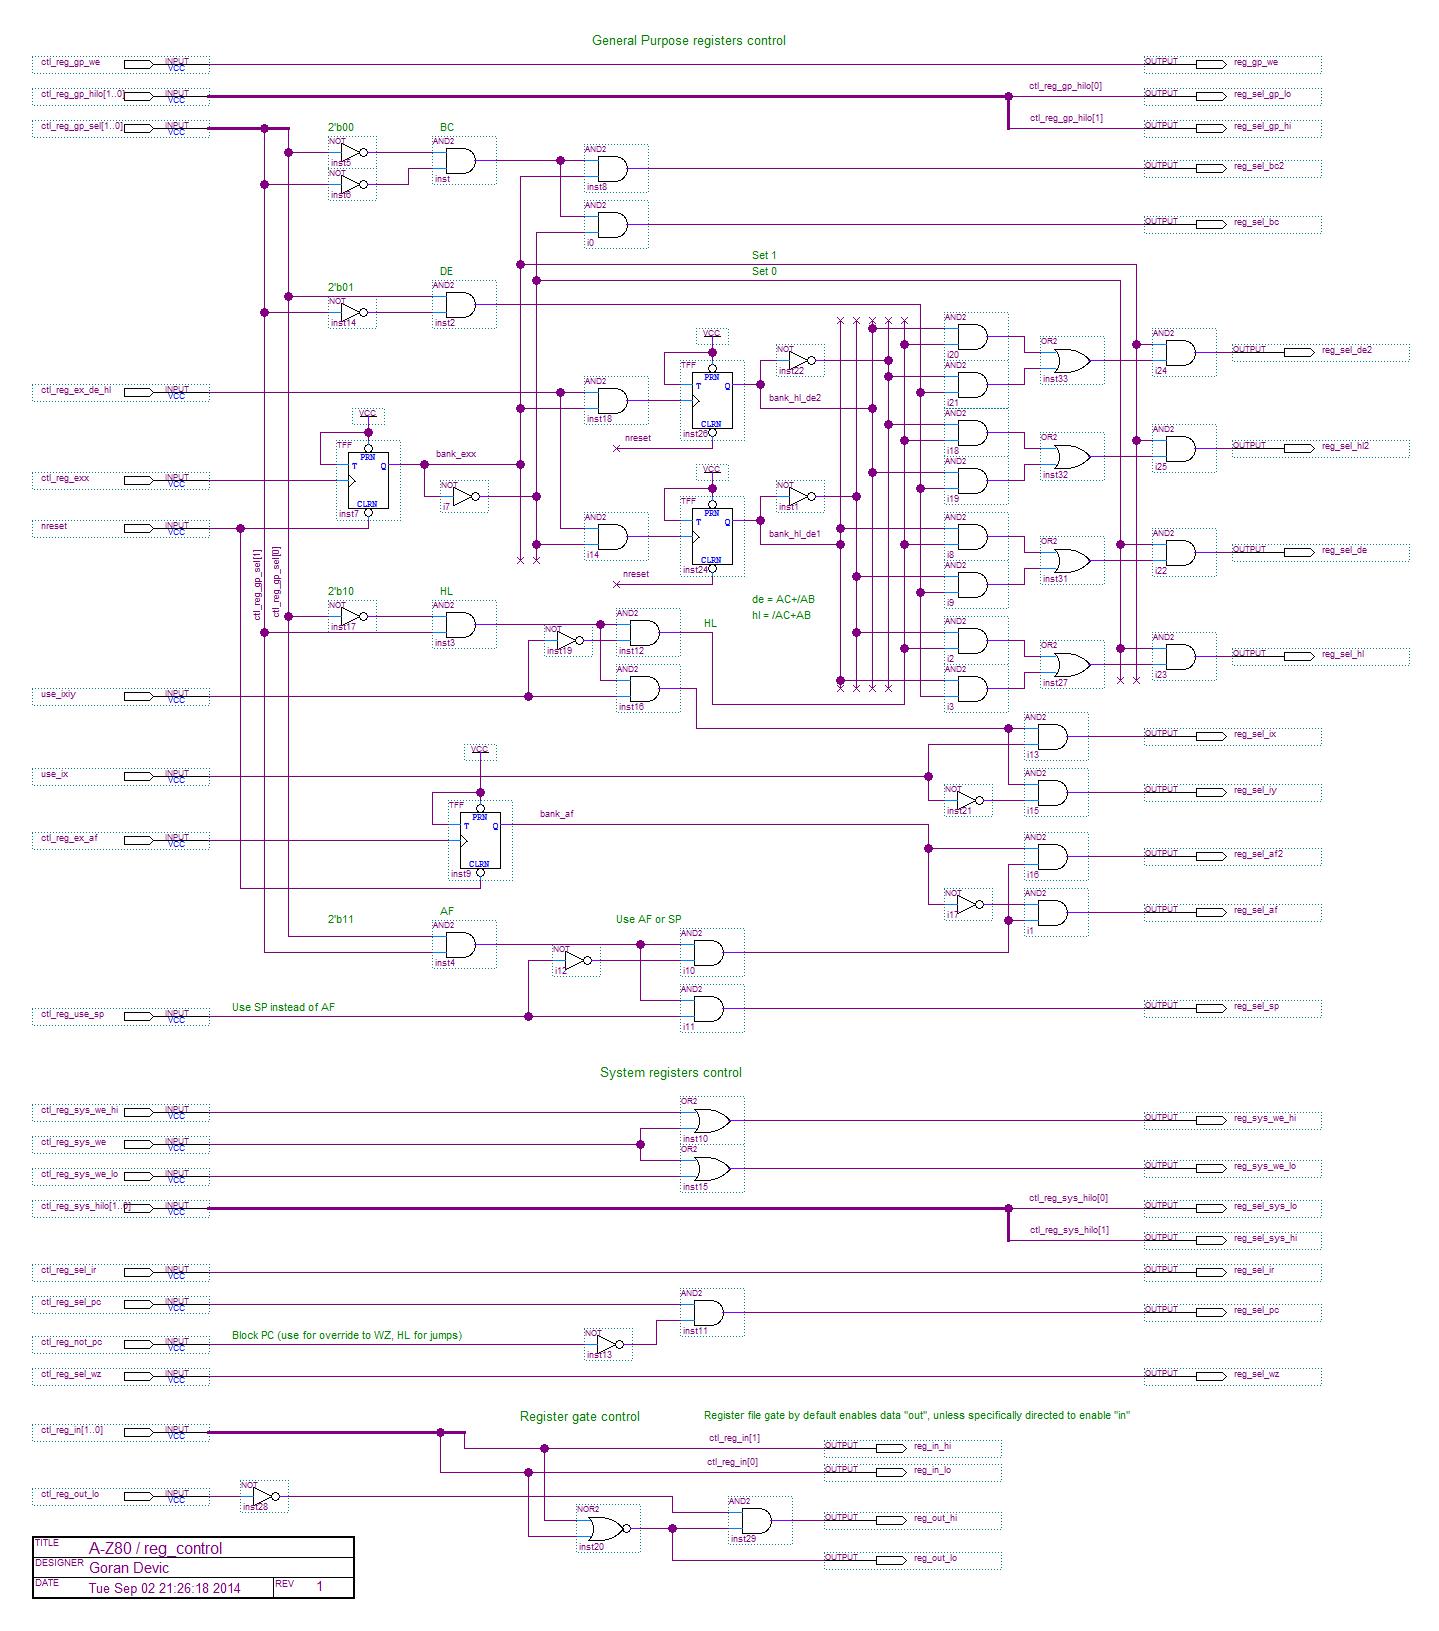 General Purpose registers control
ctl_reg_gp_we INPUT VCC OUTPUT reg_gp_we
ctl_reg_gp_hilo[1..0] INPUT VCC ctl_reg_gp_hilo[0] OUTPUT reg_sel_gp_lo
ctl_reg_gp_sel[1..0] INPUT VCC ctl_reg_gp_hilo[1] OUTPUT reg_sel_gp_hi
2'b00 BC
NOT inst5 AND2 inst AND2 inst8 OUTPUT reg_sel_bc2
NOT inst6
AND2 i0 OUTPUT reg_sel_bc
Set 1
Set 0
2'b01 DE
NOT inst14 AND2 inst2
AND2 i20 OR2 inst33 AND2 i24 OUTPUT reg_sel_de2
VCC NOT inst22
AND2 i21
ctl_reg_ex_de_hl INPUT VCC AND2 inst18 TFF PRN T Q CLRN inst26 bank_hl_de2
nreset
AND2 i18 OR2 inst32 AND2 i25 OUTPUT reg_sel_hl2
VCC
TFF PRN T Q CLRN inst7 bank_exx
AND2 i19
ctl_reg_exx INPUT VCC
NOT i7
VCC NOT inst1
nreset INPUT VCC
AND2 i14 TFF PRN T Q CLRN inst24 bank_hl_de1
nreset
AND2 i8 OR2 inst31 AND2 i22 OUTPUT reg_sel_de
AND2 i9
ctl_reg_gp_sel[1]
ctl_reg_gp_sel[0]
2'b10 HL
de = AC+/AB
hl = /AC+AB
NOT inst17 AND2 inst3 NOT inst19 AND2 inst12 HL
AND2 i2 OR2 inst27 AND2 i23 OUTPUT reg_sel_hl
AND2 i3
use_ixiy INPUT VCC AND2 inst16
AND2 i13 OUTPUT reg_sel_ix
VCC
use_ix INPUT VCC
NOT inst21 AND2 i15 OUTPUT reg_sel_iy
TFF PRN T Q CLRN inst9 bank_af
ctl_reg_ex_af INPUT VCC
AND2 i16 OUTPUT reg_sel_af2
NOT i17 AND2 i1 OUTPUT reg_sel_af
2'b11 AF Use AF or SP
AND2 inst4 NOT i12 AND2 i10
AND2 i11 OUTPUT reg_sel_sp
ctl_reg_use_sp INPUT VCC Use SP instead of AF
System registers control
ctl_reg_sys_we_hi INPUT VCC OR2 inst10 OUTPUT reg_sys_we_hi
ctl_reg_sys_we INPUT VCC
ctl_reg_sys_we_lo INPUT VCC OR2 inst15 OUTPUT reg_sys_we_lo
ctl_reg_sys_hilo[1..0] INPUT VCC ctl_reg_sys_hilo[0] OUTPUT reg_sel_sys_lo
ctl_reg_sys_hilo[1] OUTPUT reg_sel_sys_hi
ctl_reg_sel_ir INPUT VCC OUTPUT reg_sel_ir
ctl_reg_sel_pc INPUT VCC AND2 inst11 OUTPUT reg_sel_pc
ctl_reg_not_pc INPUT VCC Block PC (use for override to WZ, HL for jumps) NOT inst13
ctl_reg_sel_wz INPUT VCC OUTPUT reg_sel_wz
Register gate control Register file gate by default enables data "out", unless specifically directed to enable "in"
ctl_reg_in[1..0] INPUT VCC
ctl_reg_in[1] OUTPUT reg_in_hi
ctl_reg_in[0] OUTPUT reg_in_lo
ctl_reg_out_lo INPUT VCC NOT inst28
NOR2 inst20 AND2 inst29 OUTPUT reg_out_hi
OUTPUT reg_out_lo
TITLE A-Z80 / reg_control
DESIGNER Goran Devic
DATE Tue Sep 02 21:26:18 2014 REV 1